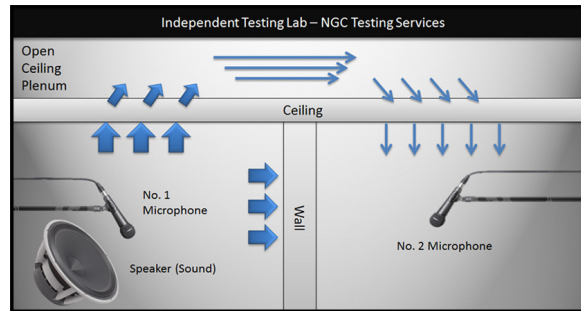 Independent Testing Lab – NGC Testing Services
Open
Ceiling
Plenum
Ceiling
No. 1
Microphone
Wall
No. 2 Microphone
Speaker (Sound)